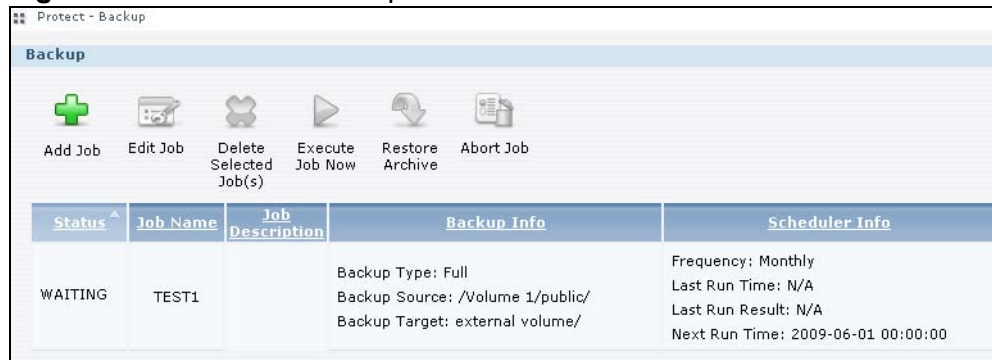 Protect - Backup
Backup
Add Job
Edit Job
Delete
Selected
Job(s)
Execute
Job Now
Restore
Archive
Abort Job
Status
Job Name
Job
Description
Backup Info
Scheduler Info
WAITING
TEST1
Backup Type: Full
Backup Source: /Volume 1/public/
Backup Target: external volume/
Frequency: Monthly
Last Run Time: N/A
Last Run Result: N/A
Next Run Time: 2009-06-01 00:00:00